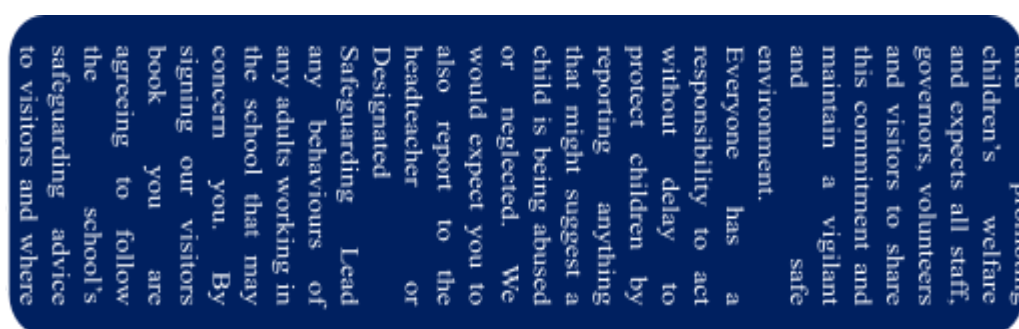 children's welfare
and expects all staff,
governors, volunteers
and visitors to share
this commitment and
maintain a vigilant
and safe
environment.
Everyone has a
responsibility to act
without delay to
protect children by
reporting anything
that might suggest a
child is being abused
or neglected. We
would expect you to
also report to the
headteacher or
Designated
Safeguarding Lead
any behaviours of
any adults working in
the school that may
concern you. By
signing our visitors
book you are
agreeing to follow
the school's
safeguarding advice
to visitors and where